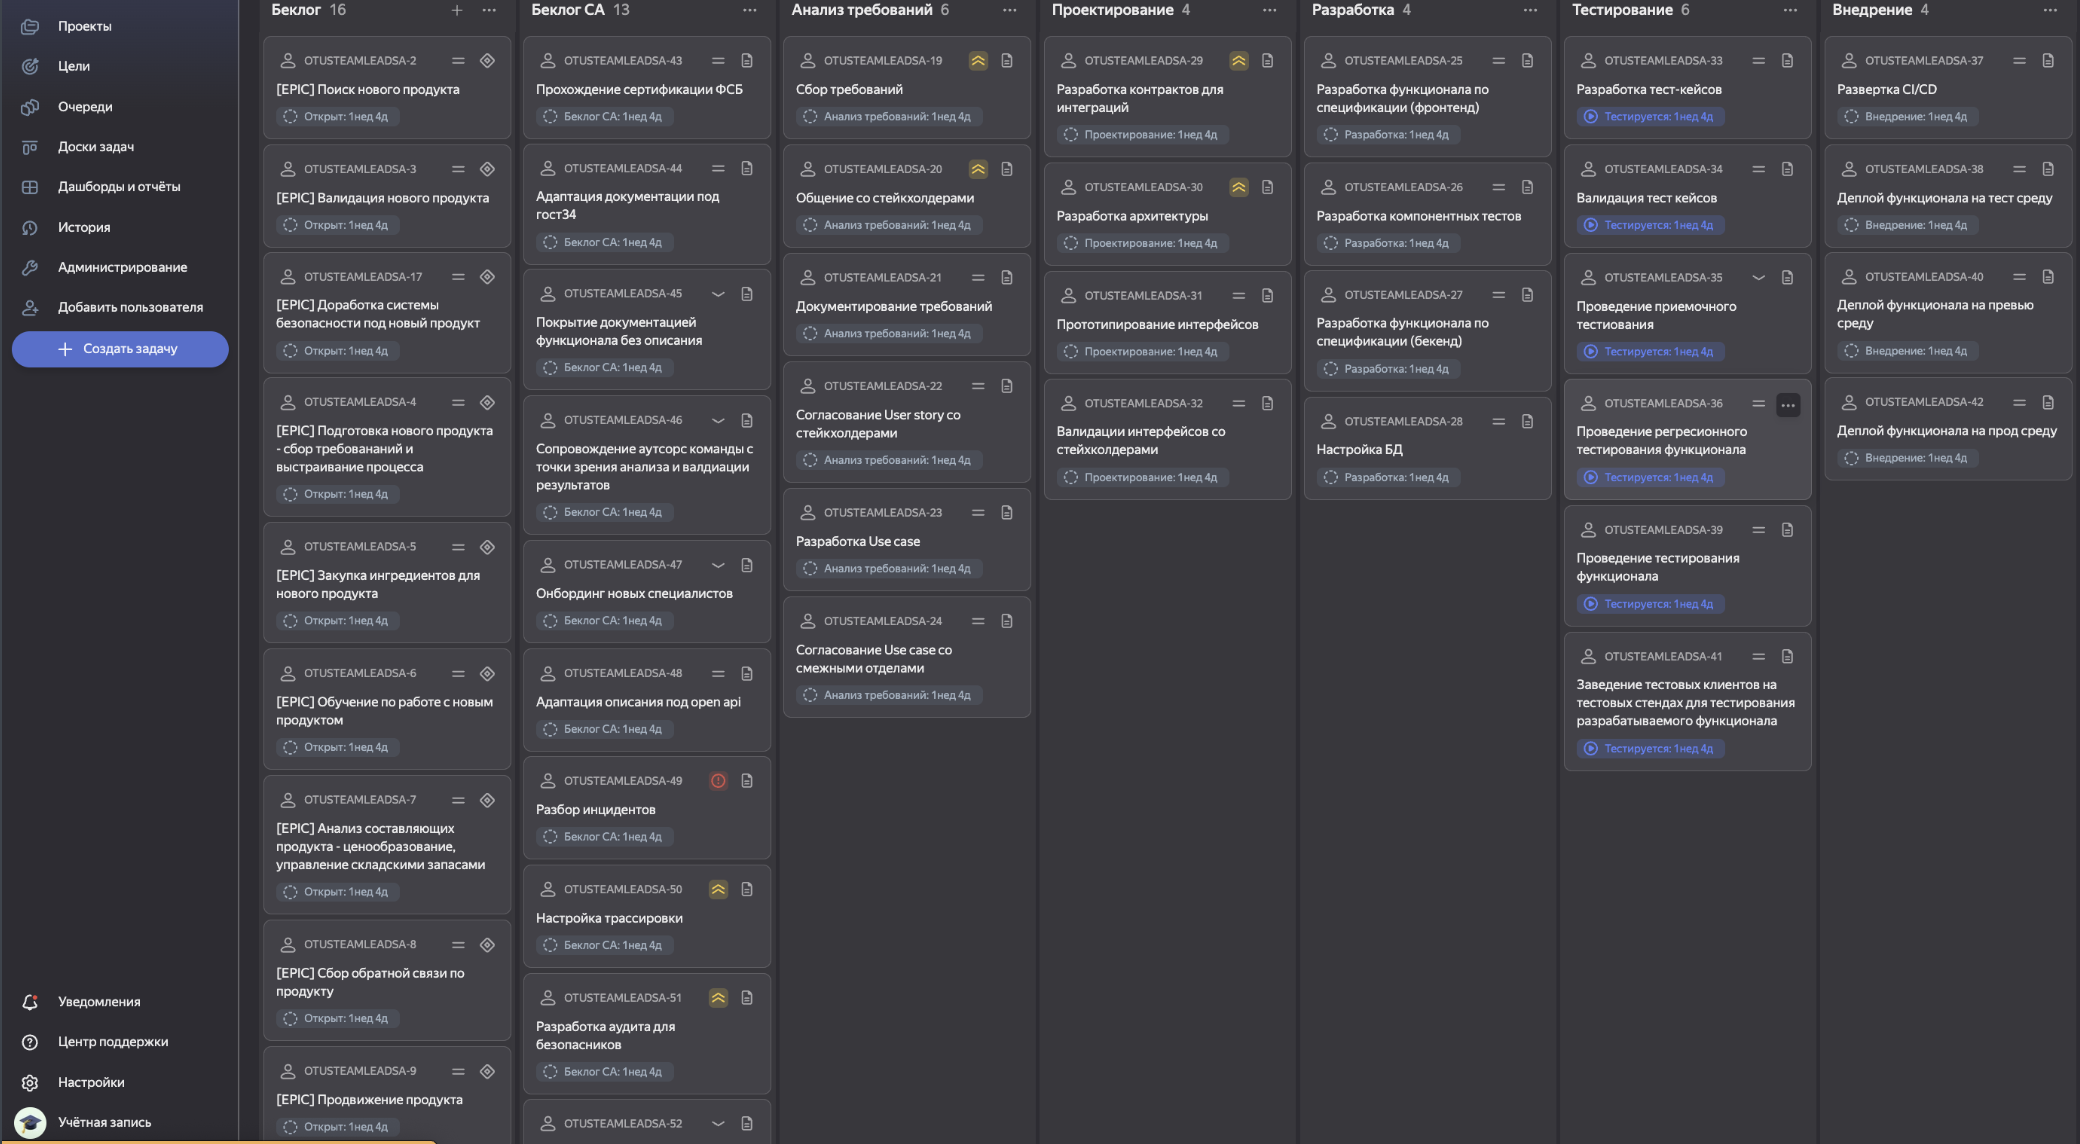 Проекты
Цели
Очереди
Доски задач
Дашборды и отчёты
История
Администрирование
Добавить пользователя
Создать задачу
Уведомления
Центр поддержки
Настройки
Учётная запись
Беклог 16
OTUSTEAMLEADSA-2
[EPIC] Поиск нового продукта
Открыт: 1нед 4д
OTUSTEAMLEADSA-3
[EPIC] Валидация нового продукта
Открыт: 1нед 4д
OTUSTEAMLEADSA-17
[EPIC] Доработка системы
безопасности под новый продукт
Открыт: 1нед 4д
OTUSTEAMLEADSA-4
[EPIC] Подготовка нового продукта
- сбор требовананий и
выстраивание процесса
Открыт: 1нед 4д
OTUSTEAMLEADSA-5
[EPIC] Закупка ингредиентов для
нового продукта
Открыт: 1нед 4д
OTUSTEAMLEADSA-6
[EPIC] Обучение по работе с новым
продуктом
Открыт: 1нед 4д
OTUSTEAMLEADSA-7
[EPIC] Анализ составляющих
продукта - ценообразование,
управление складскими запасами
Открыт: 1нед 4д
OTUSTEAMLEADSA-8
[EPIC] Сбор обратной связи по
продукту
Открыт: 1нед 4д
OTUSTEAMLEADSA-9
[EPIC] Продвижение продукта
Открыт: 1нед 4д
Беклог СА 13
OTUSTEAMLEADSA-43
Прохождение сертификации ФСБ
Беклог СА: 1нед 4д
OTUSTEAMLEADSA-44
Адаптация документации под
гост34
Беклог СА: 1нед 4д
OTUSTEAMLEADSA-45
Покрытие документацией
функционала без описания
Беклог СА: 1нед 4д
OTUSTEAMLEADSA-46
Сопровождение аутсорс команды с
точки зрения анализа и валдиации
результатов
Беклог СА: 1нед 4д
OTUSTEAMLEADSA-47
Онбординг новых специалистов
Беклог СА: 1нед 4д
OTUSTEAMLEADSA-48
Адаптация описания под open api
Беклог СА: 1нед 4д
OTUSTEAMLEADSA-49
Разбор инцидентов
Беклог СА: 1нед 4д
OTUSTEAMLEADSA-50
Настройка трассировки
Беклог СА: 1нед 4д
OTUSTEAMLEADSA-51
Разработка аудита для
безопасников
Беклог СА: 1нед 4д
OTUSTEAMLEADSA-52
Анализ требований 6
OTUSTEAMLEADSA-19
Сбор требований
Анализ требований: 1нед 4д
OTUSTEAMLEADSA-20
Общение со стейкхолдерами
Анализ требований: 1нед 4д
OTUSTEAMLEADSA-21
Документирование требований
Анализ требований: 1нед 4д
OTUSTEAMLEADSA-22
Согласование User story со
стейкхолдерами
Анализ требований: 1нед 4д
OTUSTEAMLEADSA-23
Разработка Use case
Анализ требований: 1нед 4д
OTUSTEAMLEADSA-24
Согласование Use case со
смежными отделами
Анализ требований: 1нед 4д
Проектирование 4
OTUSTEAMLEADSA-29
Разработка контрактов для
интеграций
Проектирование: 1нед 4д
OTUSTEAMLEADSA-30
Разработка архитектуры
Проектирование: 1нед 4д
OTUSTEAMLEADSA-31
Прототипирование интерфейсов
Проектирование: 1нед 4д
OTUSTEAMLEADSA-32
Валидации интерфейсов со
стейхколдерами
Проектирование: 1нед 4д
Разработка 4
OTUSTEAMLEADSA-25
Разработка функционала по
спецификации (фронтенд)
Разработка: 1нед 4д
OTUSTEAMLEADSA-26
Разработка компонентных тестов
Разработка: 1нед 4д
OTUSTEAMLEADSA-27
Разработка функционала по
спецификации (бекенд)
Разработка: 1нед 4д
OTUSTEAMLEADSA-28
Настройка БД
Разработка: 1нед 4д
Тестирование 6
OTUSTEAMLEADSA-33
Разработка тест-кейсов
Тестируется: 1нед 4д
OTUSTEAMLEADSA-34
Валидация тест кейсов
Тестируется: 1нед 4д
OTUSTEAMLEADSA-35
Проведение приемочного
тестиования
Тестируется: 1нед 4д
OTUSTEAMLEADSA-36
Проведение регресионного
тестирования функционала
Тестируется: 1нед 4д
OTUSTEAMLEADSA-39
Проведение тестирования
функционала
Тестируется: 1нед 4д
OTUSTEAMLEADSA-41
Заведение тестовых клиентов на
тестовых стендах для тестирования
разрабатываемого функционала
Тестируется: 1нед 4д
Внедрение 4
OTUSTEAMLEADSA-37
Развертка CI/CD
Внедрение: 1нед 4д
OTUSTEAMLEADSA-38
Деплой функционала на тест среду
Внедрение: 1нед 4д
OTUSTEAMLEADSA-40
Деплой функционала на превью
среду
Внедрение: 1нед 4д
OTUSTEAMLEADSA-42
Деплой функционала на прод среду
Внедрение: 1нед 4д